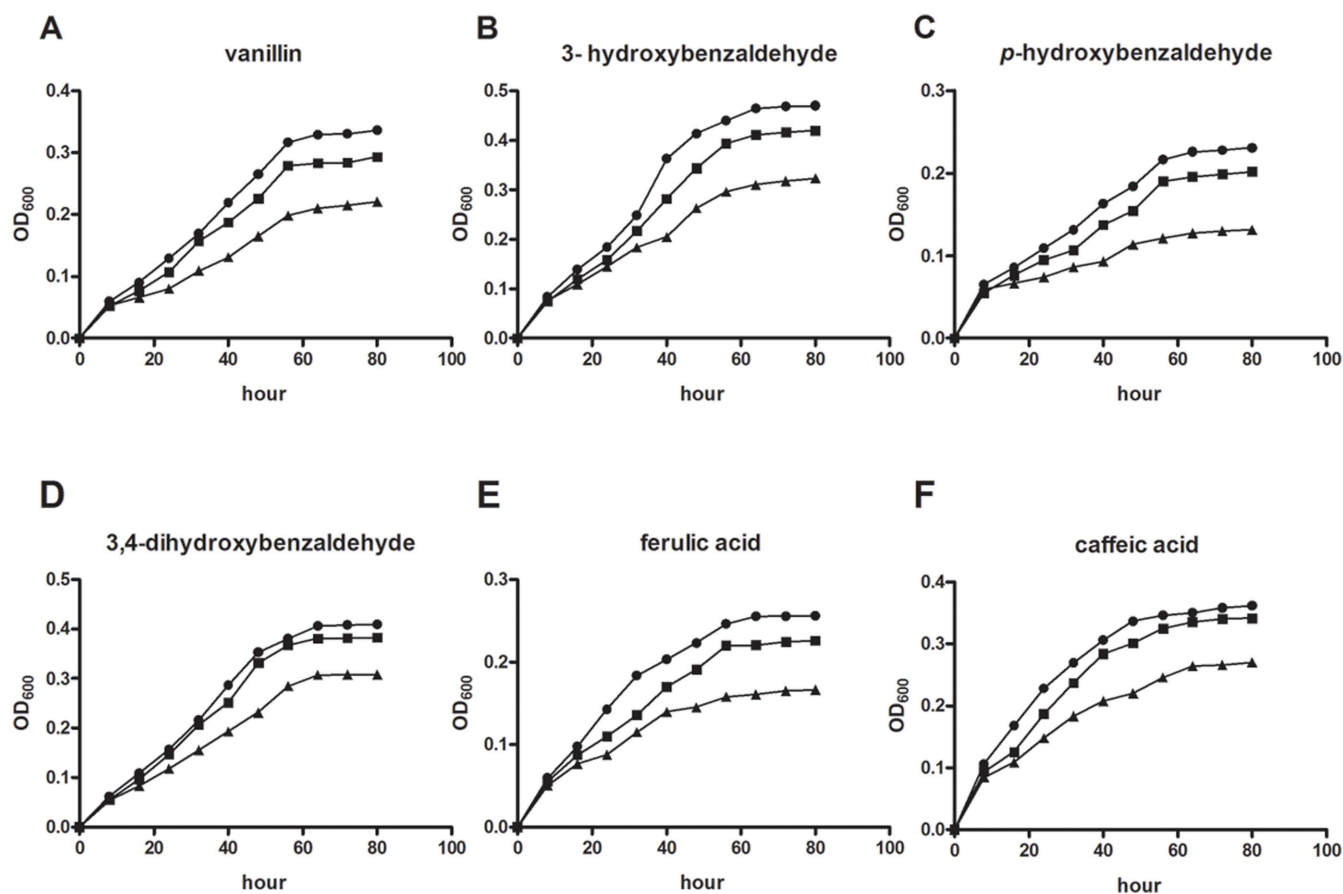 A
vanillin
0.4
0.3
0.2
0.1
0.0
OD600
0 20 40 60 80 100
hour
B
3- hydroxybenzaldehyde
0.5
0.4
0.3
0.2
0.1
0.0
OD600
0 20 40 60 80 100
hour
C
p-hydroxybenzaldehyde
0.3
0.2
0.1
0.0
OD600
0 20 40 60 80 100
hour
D
3,4-dihydroxybenzaldehyde
0.5
0.4
0.3
0.2
0.1
0.0
OD600
0 20 40 60 80 100
hour
E
ferulic acid
0.3
0.2
0.1
0.0
OD600
0 20 40 60 80 100
hour
F
caffeic acid
0.4
0.3
0.2
0.1
0.0
OD600
0 20 40 60 80 100
hour